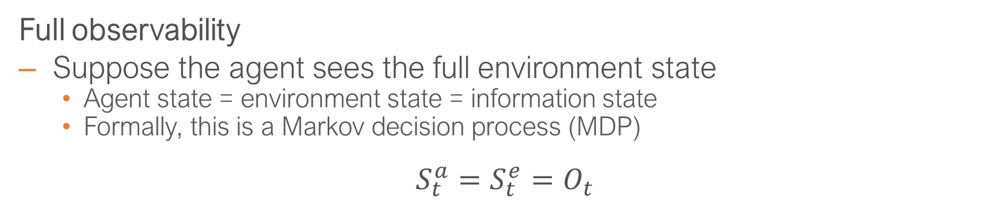 Full observability
– Suppose the agent sees the full environment state
• Agent state = environment state = information state
• Formally, this is a Markov decision process (MDP)
$S_t^a = S_t^e = O_t$